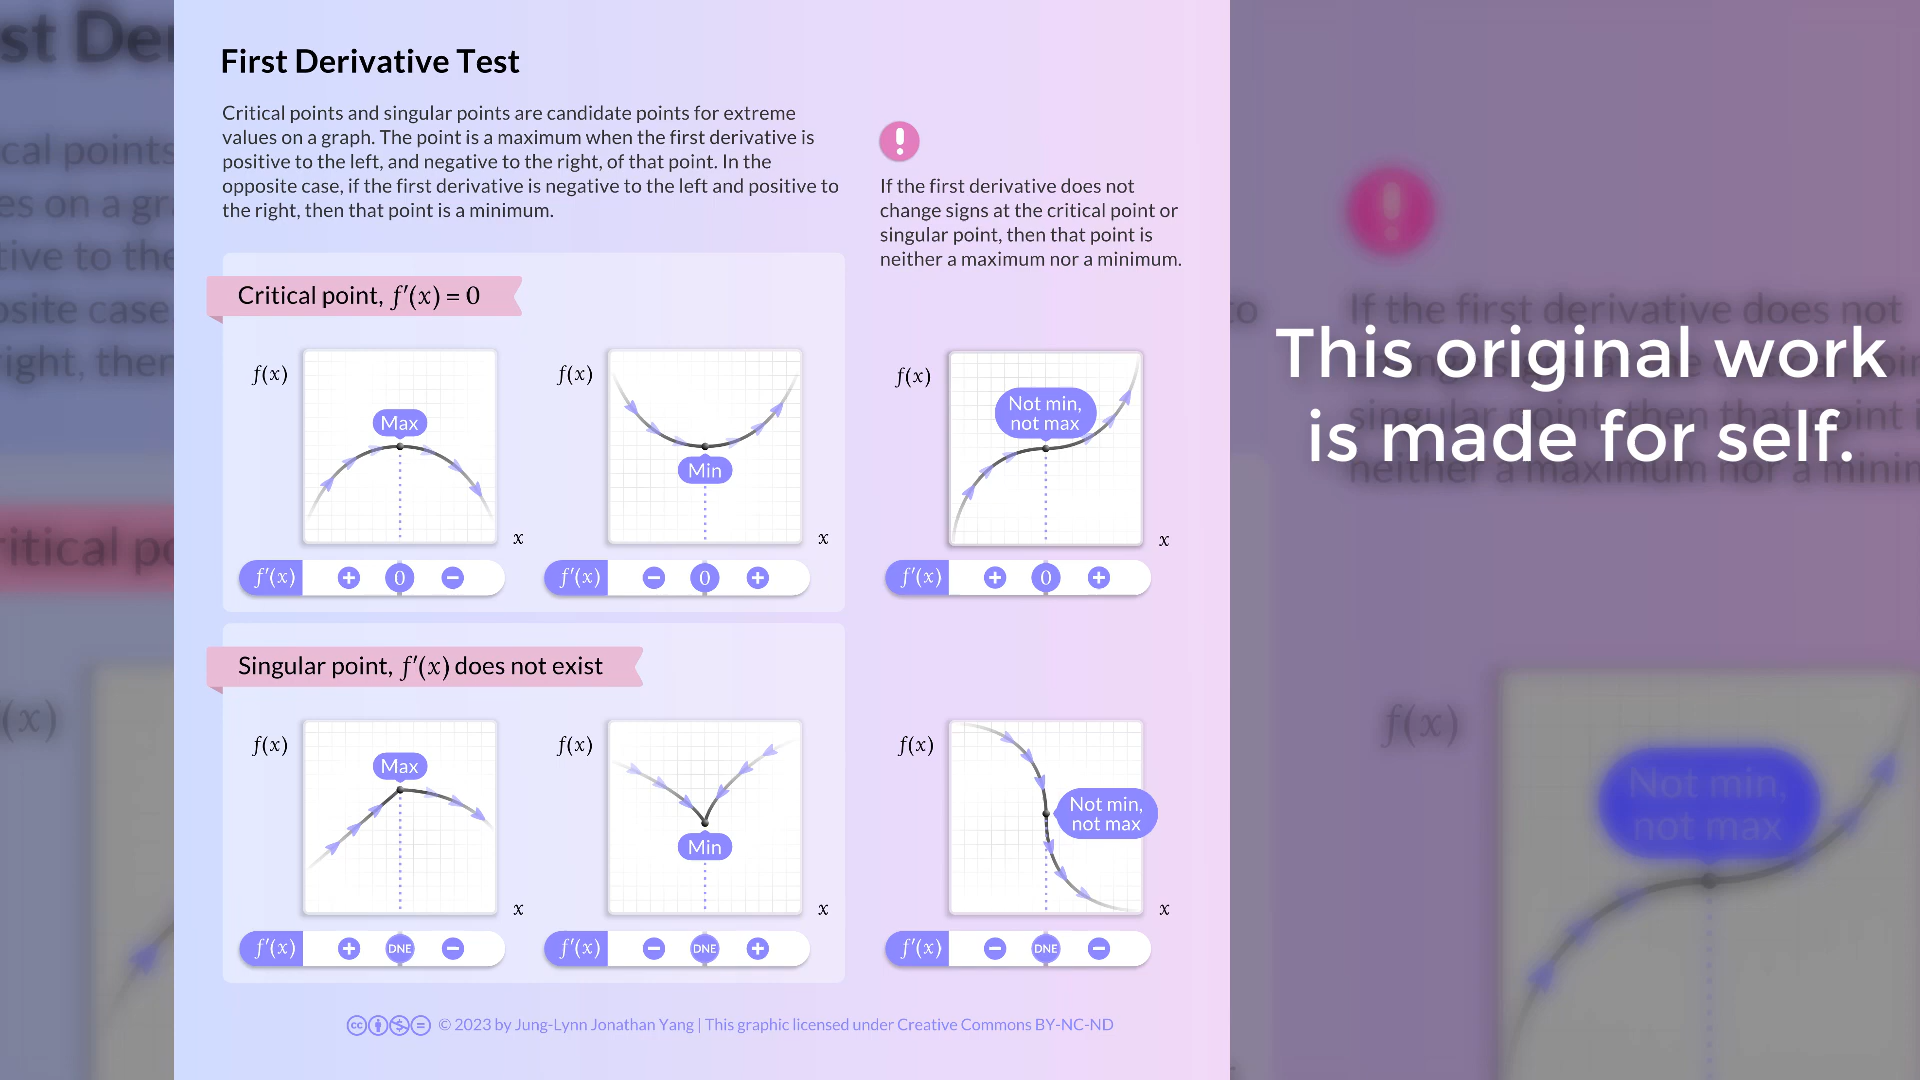 First Derivative Test
Critical points and singular points are candidate points for extreme
values on a graph. The point is a maximum when the first derivative is
positive to the left, and negative to the right, of that point. In the
opposite case, if the first derivative is negative to the left and positive to
the right, then that point is a minimum.
If the first derivative does not
change signs at the critical point or
singular point, then that point is
neither a maximum nor a minimum.
Critical point, f′(x) = 0
f(x)
Max
x
f′(x) + 0 −
f(x)
Min
x
f′(x) − 0 +
f(x)
Not min,
not max
x
f′(x) + 0 +
Singular point, f′(x) does not exist
f(x)
Max
x
f′(x) + DNE −
f(x)
Min
x
f′(x) − DNE +
f(x)
Not min,
not max
x
f′(x) − DNE −
cc © 2023 by Jung-Lynn Jonathan Yang | This graphic licensed under Creative Commons BY-NC-ND
This original work
is made for self.